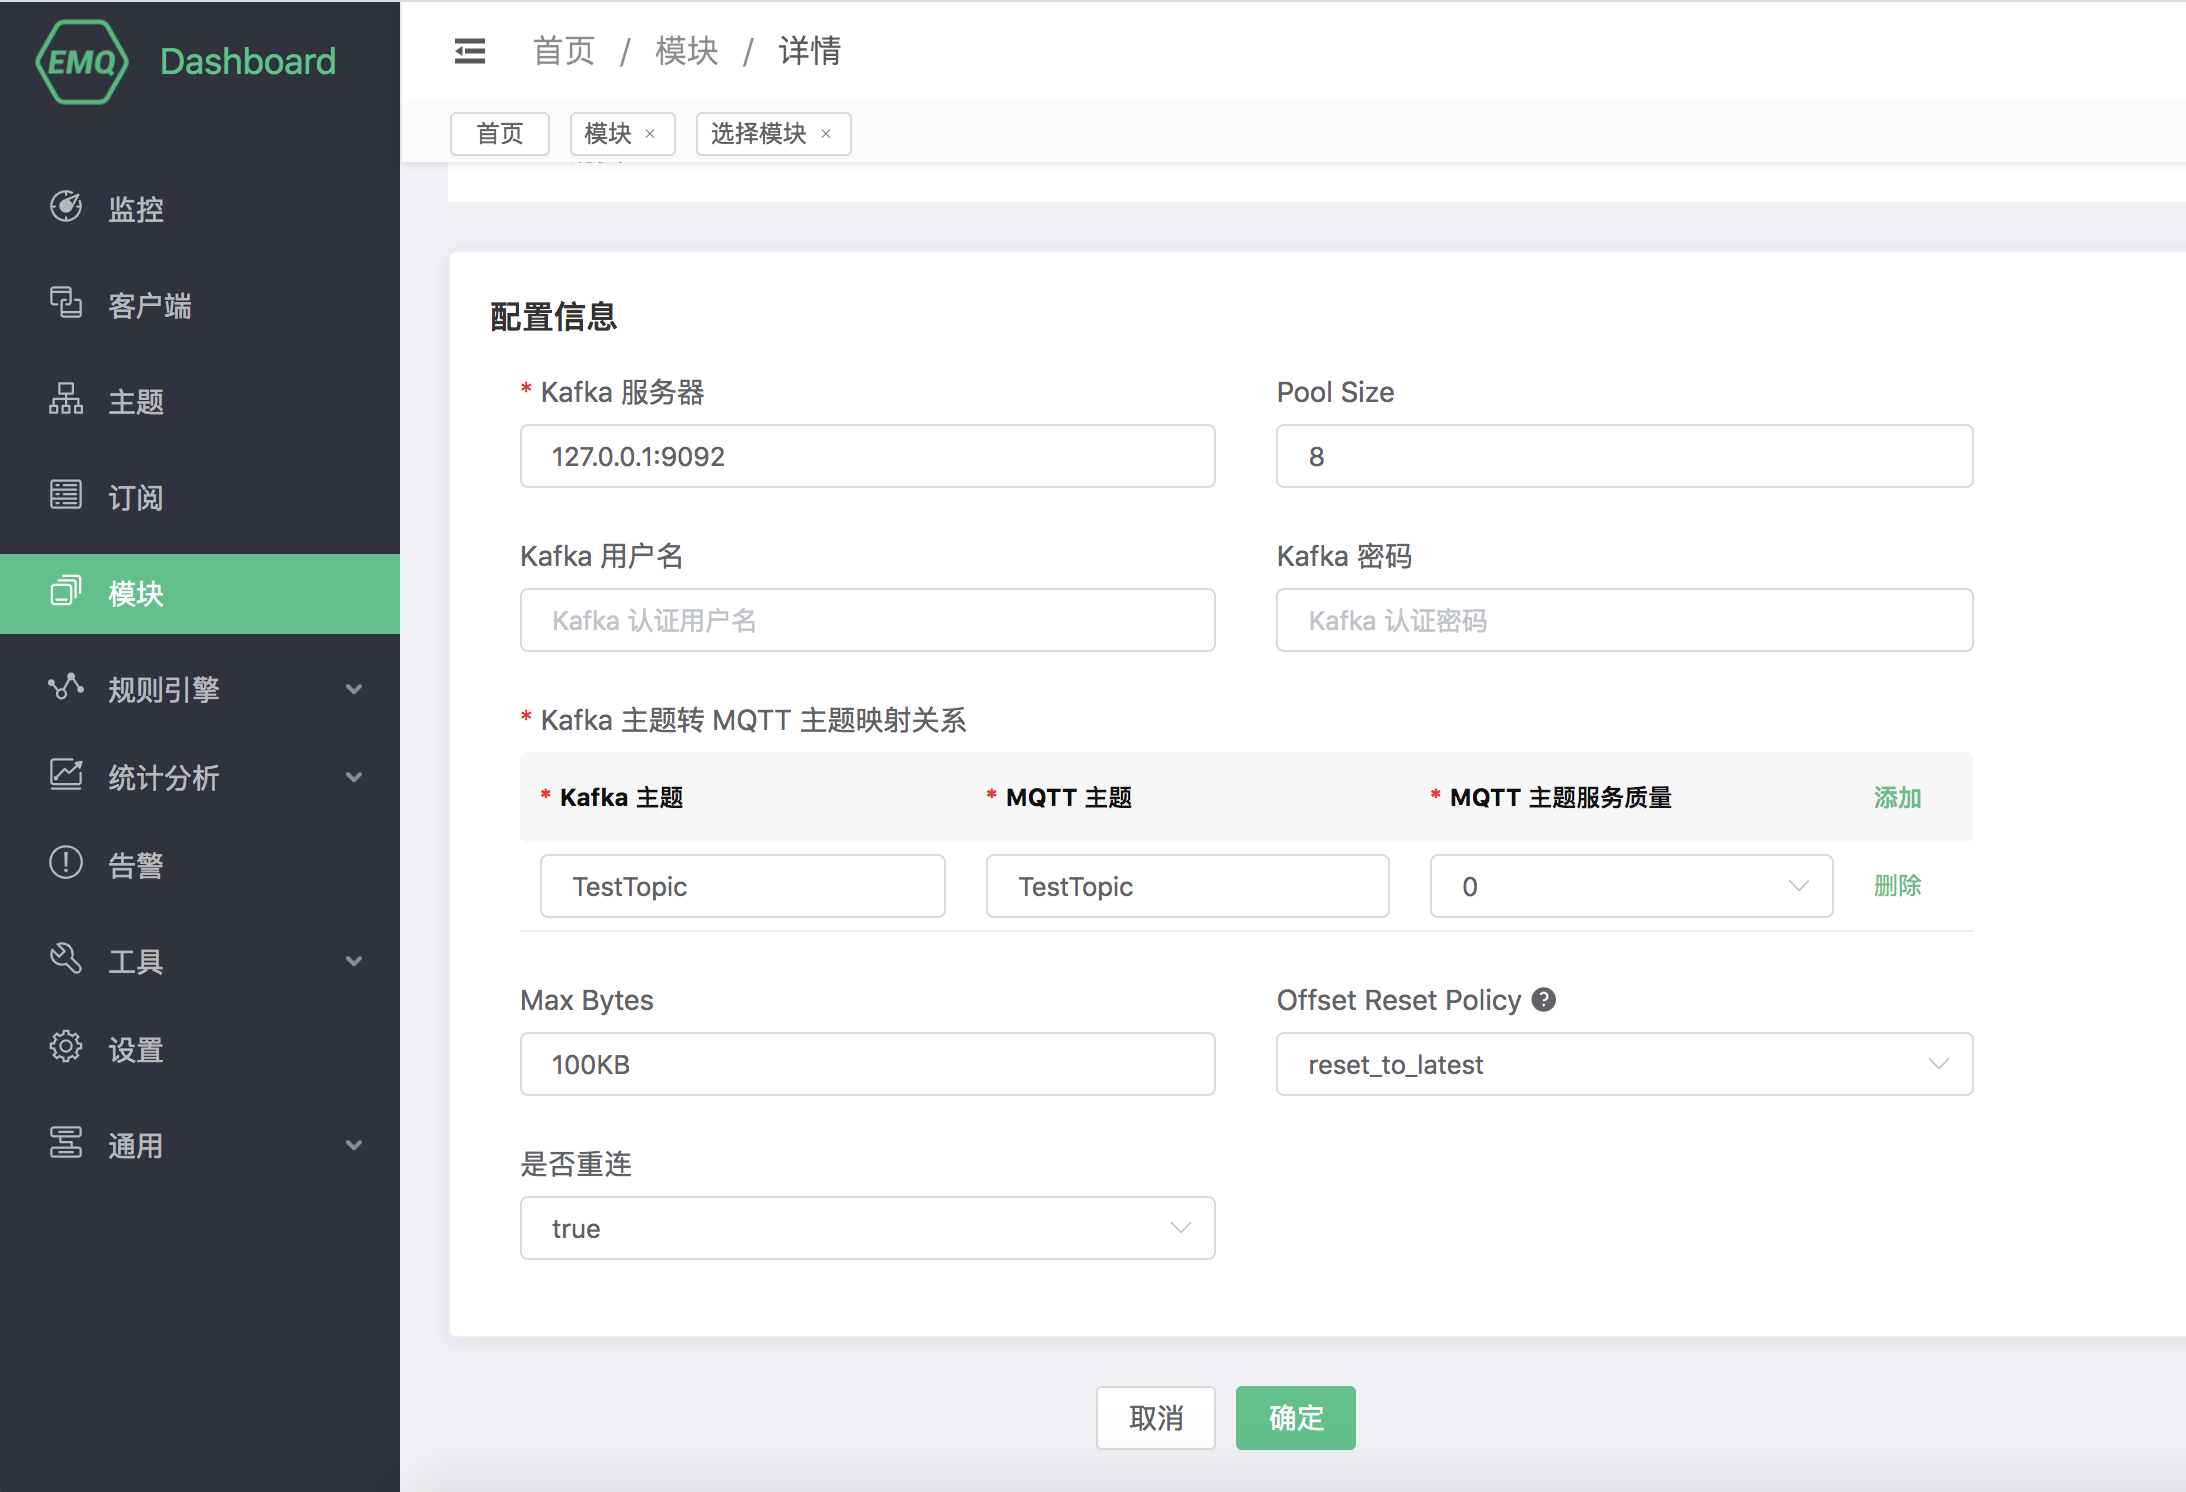 EMQ Dashboard
首页 / 模块 / 详情
首页 模块 × 选择模块 ×
监控
客户端
主题
订阅
模块
规则引擎
统计分析
告警
工具
设置
通用
配置信息
* Kafka 服务器 Pool Size
127.0.0.1:9092 8
Kafka 用户名 Kafka 密码
Kafka 认证用户名 Kafka 认证密码
* Kafka 主题转 MQTT 主题映射关系
* Kafka 主题 * MQTT 主题 * MQTT 主题服务质量 添加
TestTopic TestTopic 0 删除
Max Bytes Offset Reset Policy ?
100KB reset_to_latest
是否重连
true
取消 确定